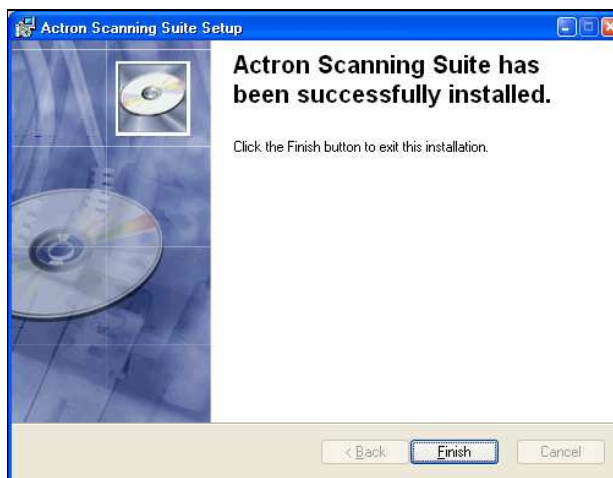 Actron Scanning Suite Setup
Actron Scanning Suite has
been successfully installed.
Click the Finish button to exit this installation.
< Back
Finish
Cancel